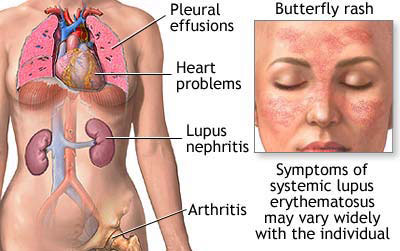 Pleural
effusions
Heart
problems
Lupus
nephritis
Arthritis
Butterfly rash
Symptoms of
systemic lupus
erythematosus
may vary widely
with the individual